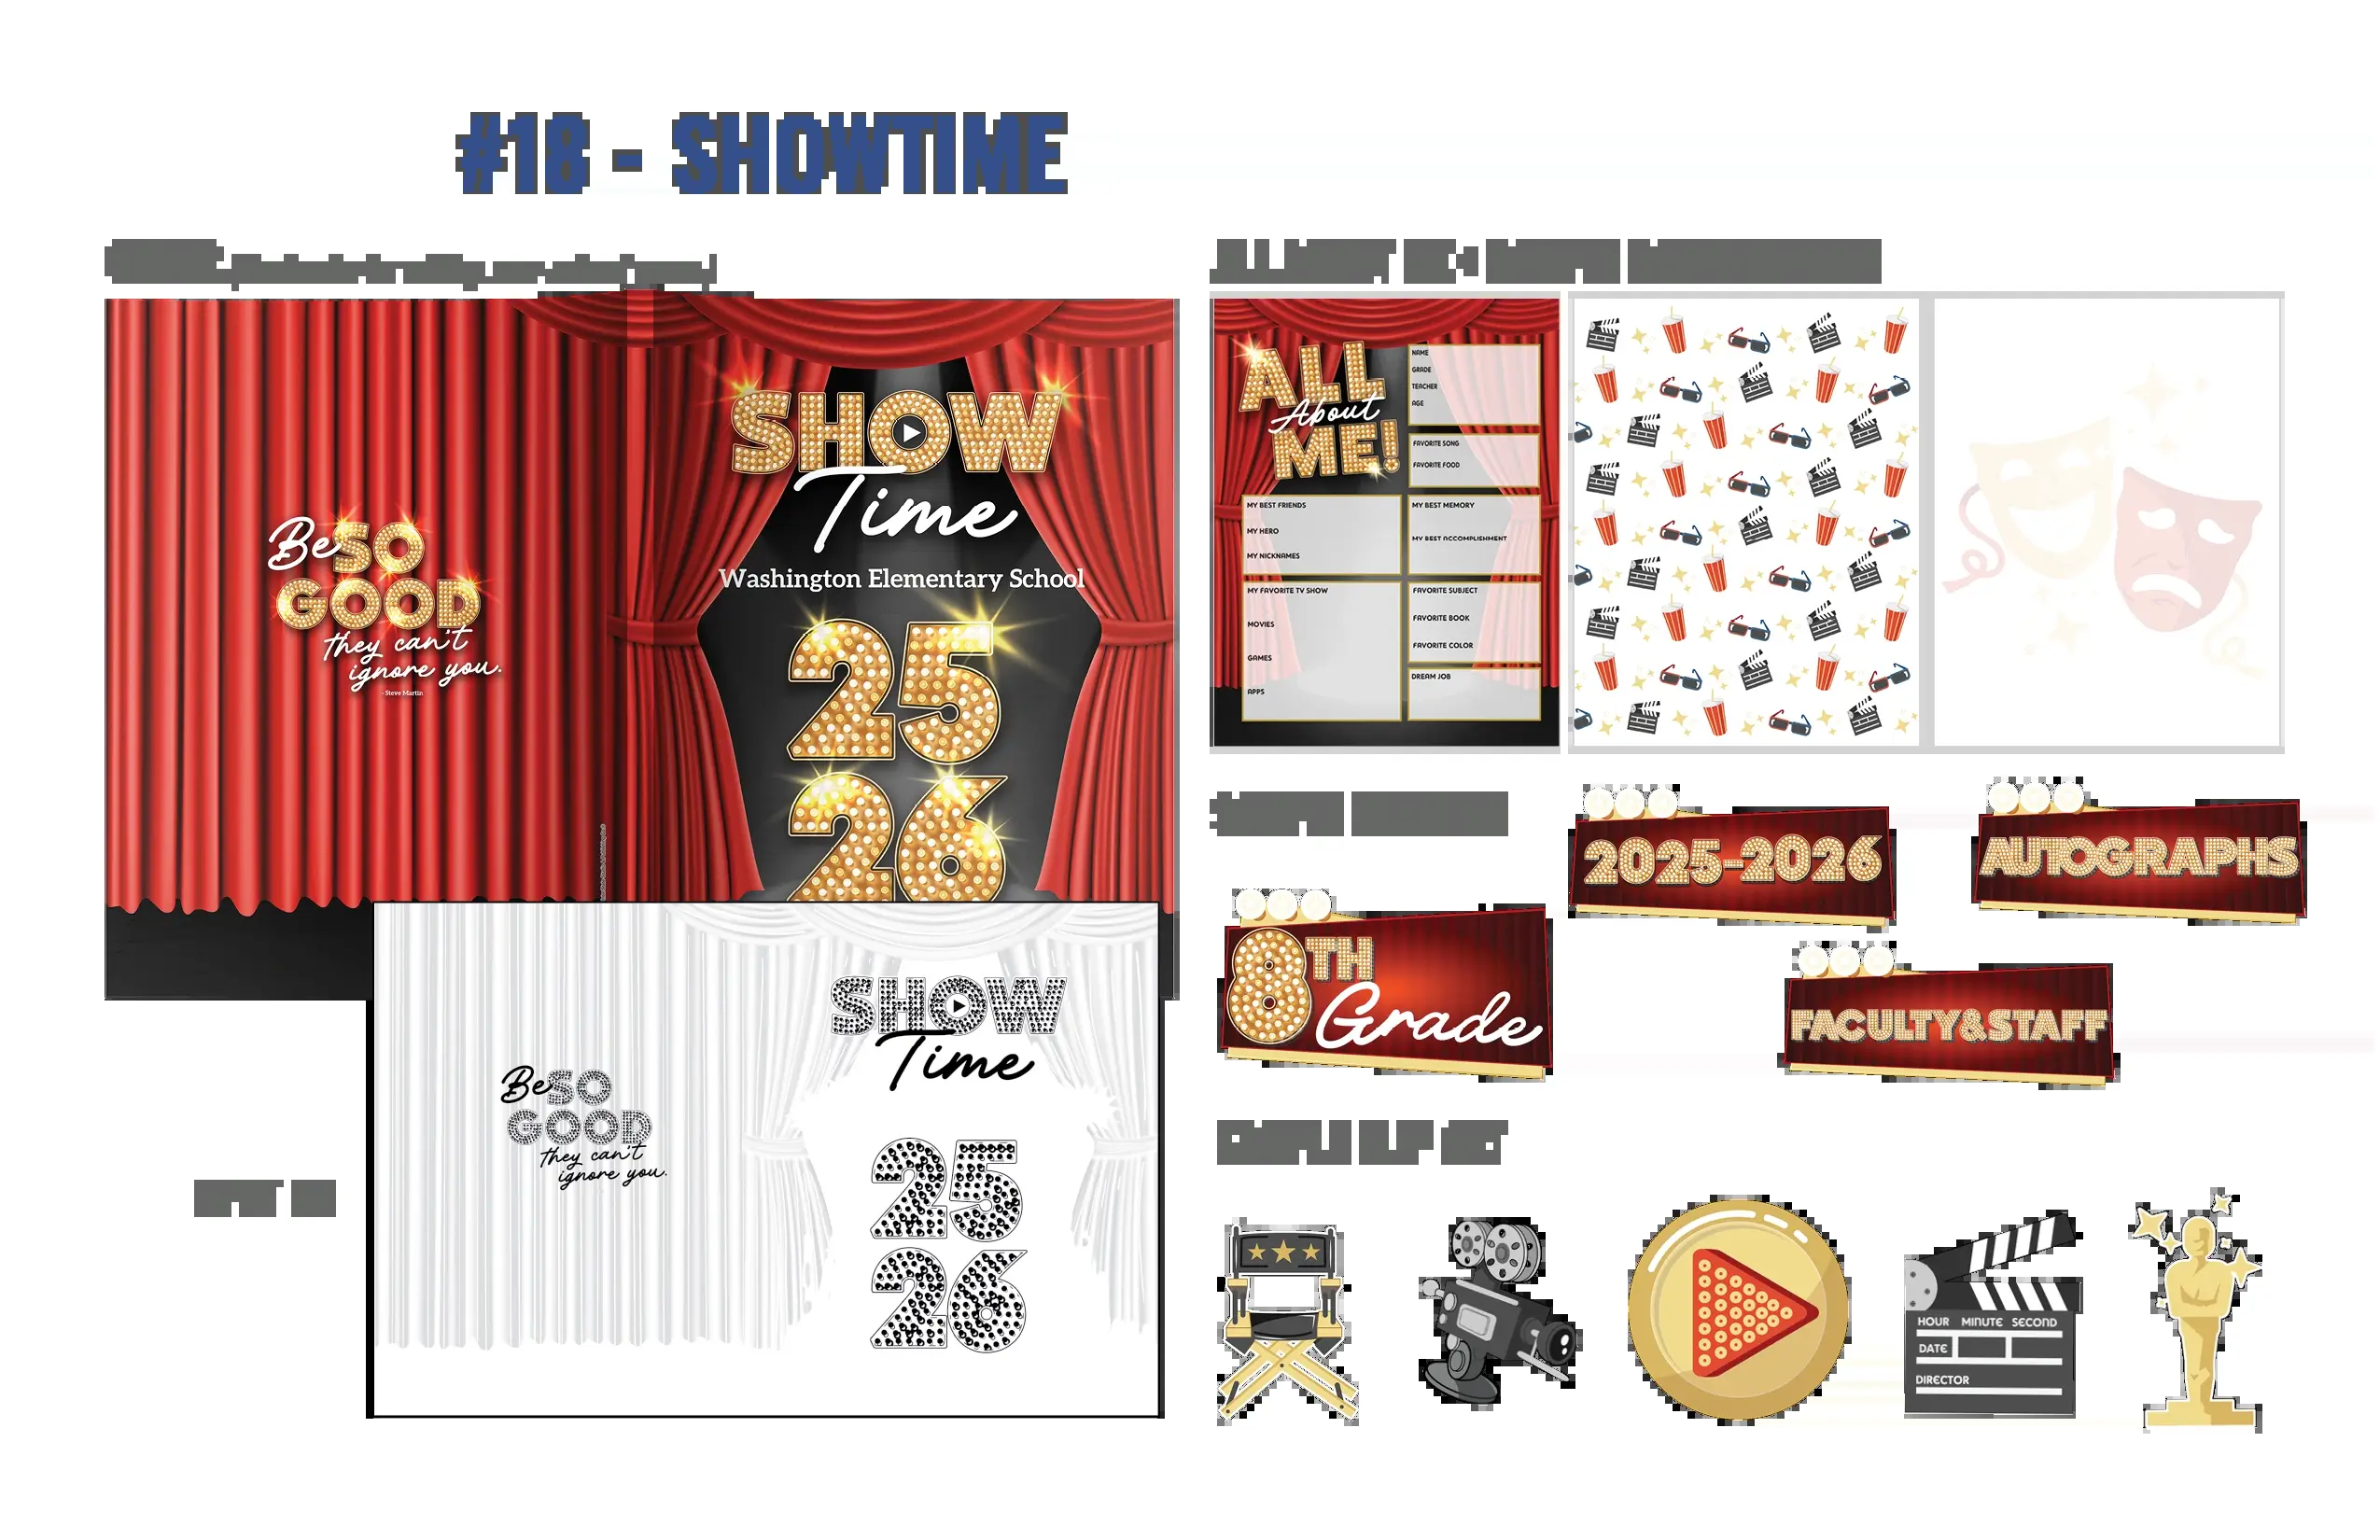 #18 - SHOWTIME
Be SO
GOOD
they can't
ignore you.
- Steve Martin
SHOW
Time
Washington Elementary School
25
26
ALL
About
ME!
NAME
GRADE
TEACHER
AGE
FAVORITE SONG
FAVORITE FOOD
MY BEST FRIENDS
MY HERO
MY NICKNAMES
MY BEST MEMORY
MY BEST ACCOMPLISHMENT
MY FAVORITE TV SHOW
MOVIES
GAMES
APPS
FAVORITE SUBJECT
FAVORITE BOOK
FAVORITE COLOR
DREAM JOB
2025-2026
AUTOGRAPHS
8TH
Grade
FACULTY&STAFF
Be SO
GOOD
they can't
ignore you.
SHOW
Time
25
26
HOUR MINUTE SECOND
DATE
DIRECTOR